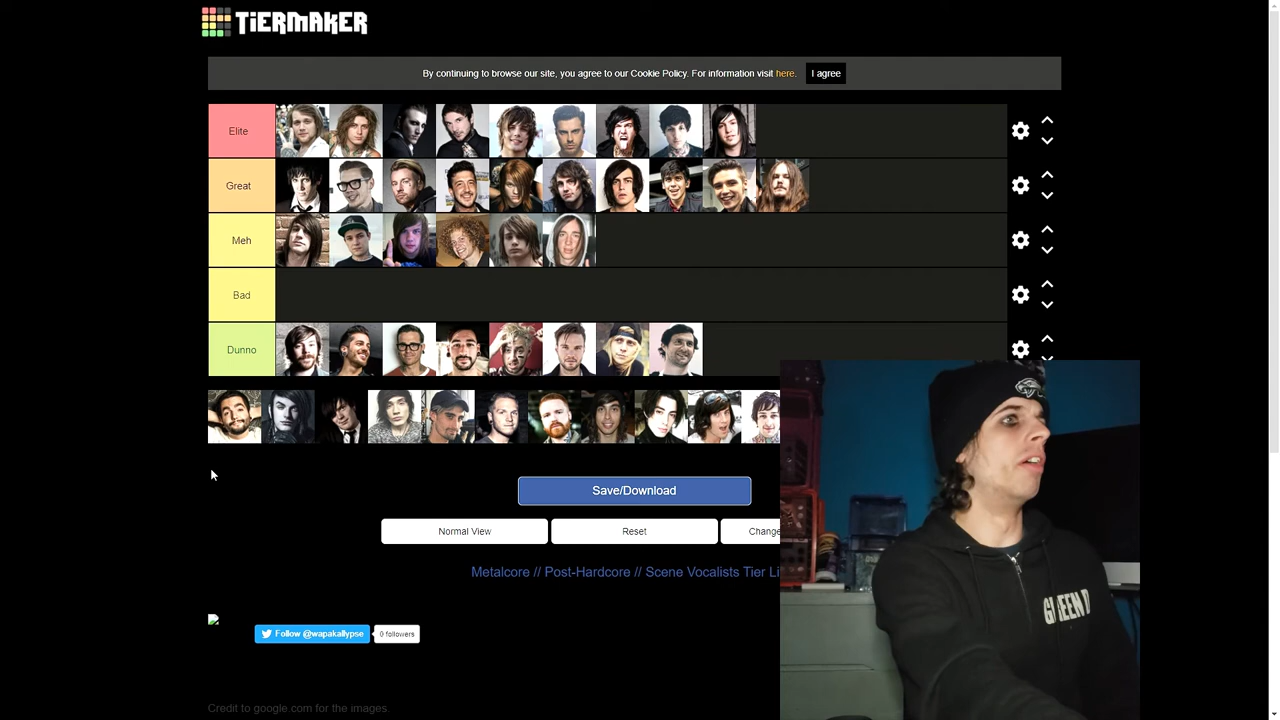 TiERMAKER
By continuing to browse our site, you agree to our Cookie Policy. For information visit here. I agree
Elite
Great
Meh
Bad
Dunno
Save/Download
Normal View
Reset
Change
Metalcore // Post-Hardcore // Scene Vocalists Tier Li
Follow @wapakallypse
0 followers
Credit to google.com for the images.